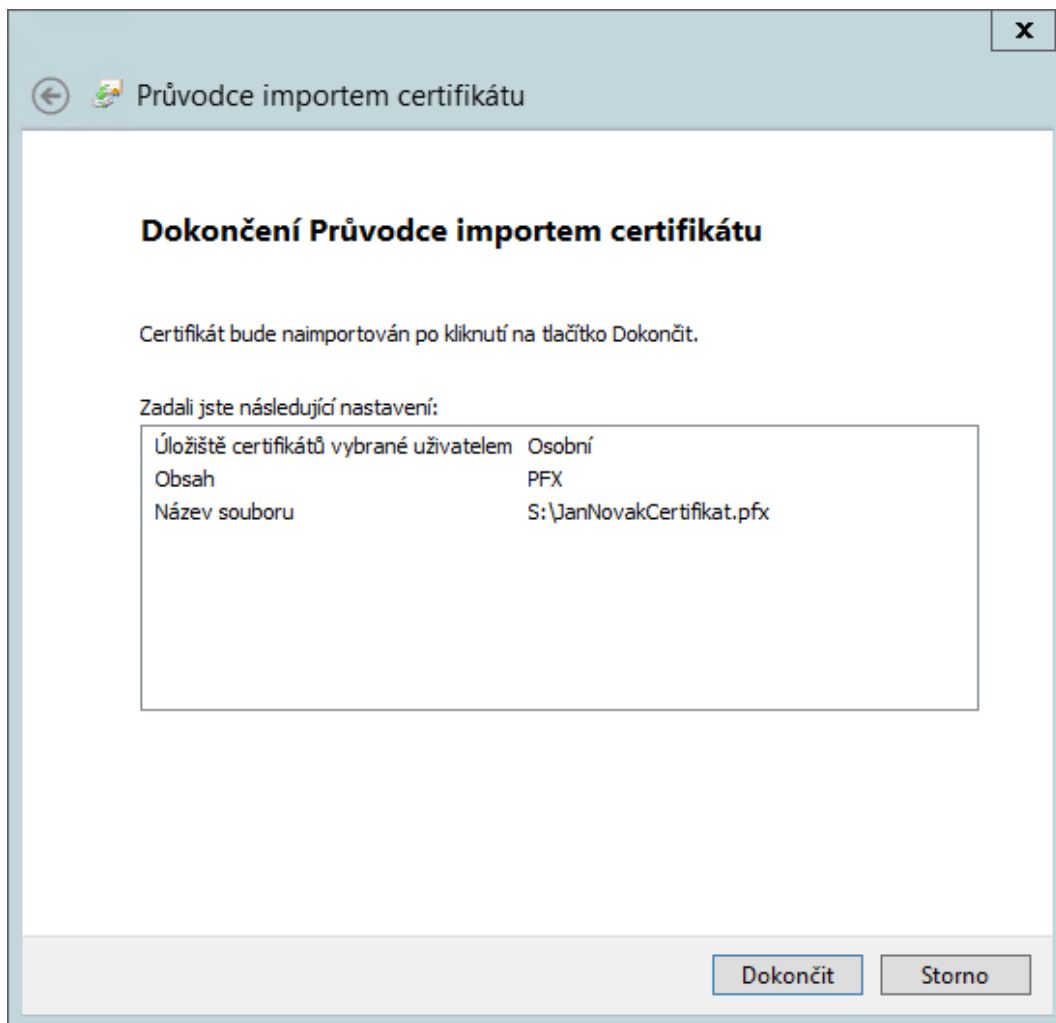 x
Průvodce importem certifikátu
Dokončení Průvodce importem certifikátu
Certifikát bude naimportován po kliknutí na tlačítko Dokončit.
Zadali jste následující nastavení:
Úložiště certifikátů vybrané uživatelem Osobní
Obsah PFX
Název souboru S:\JanNovakCertifikat.pfx
Dokončit Storno